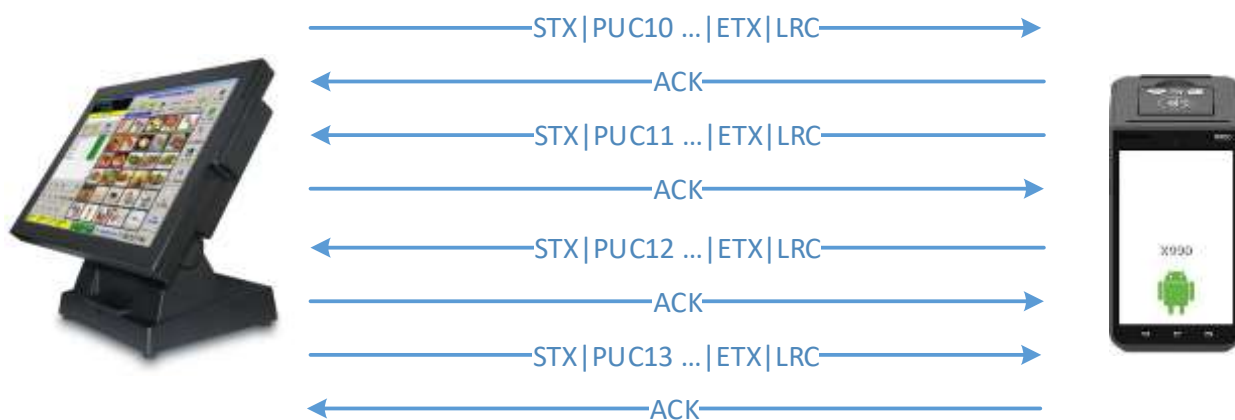 STX|PUC10 ...|ETX|LRC
ACK
STX|PUC11 ...|ETX|LRC
ACK
STX|PUC12 ...|ETX|LRC
X990
ACK
STX|PUC13 ...|ETX|LRC
ACK